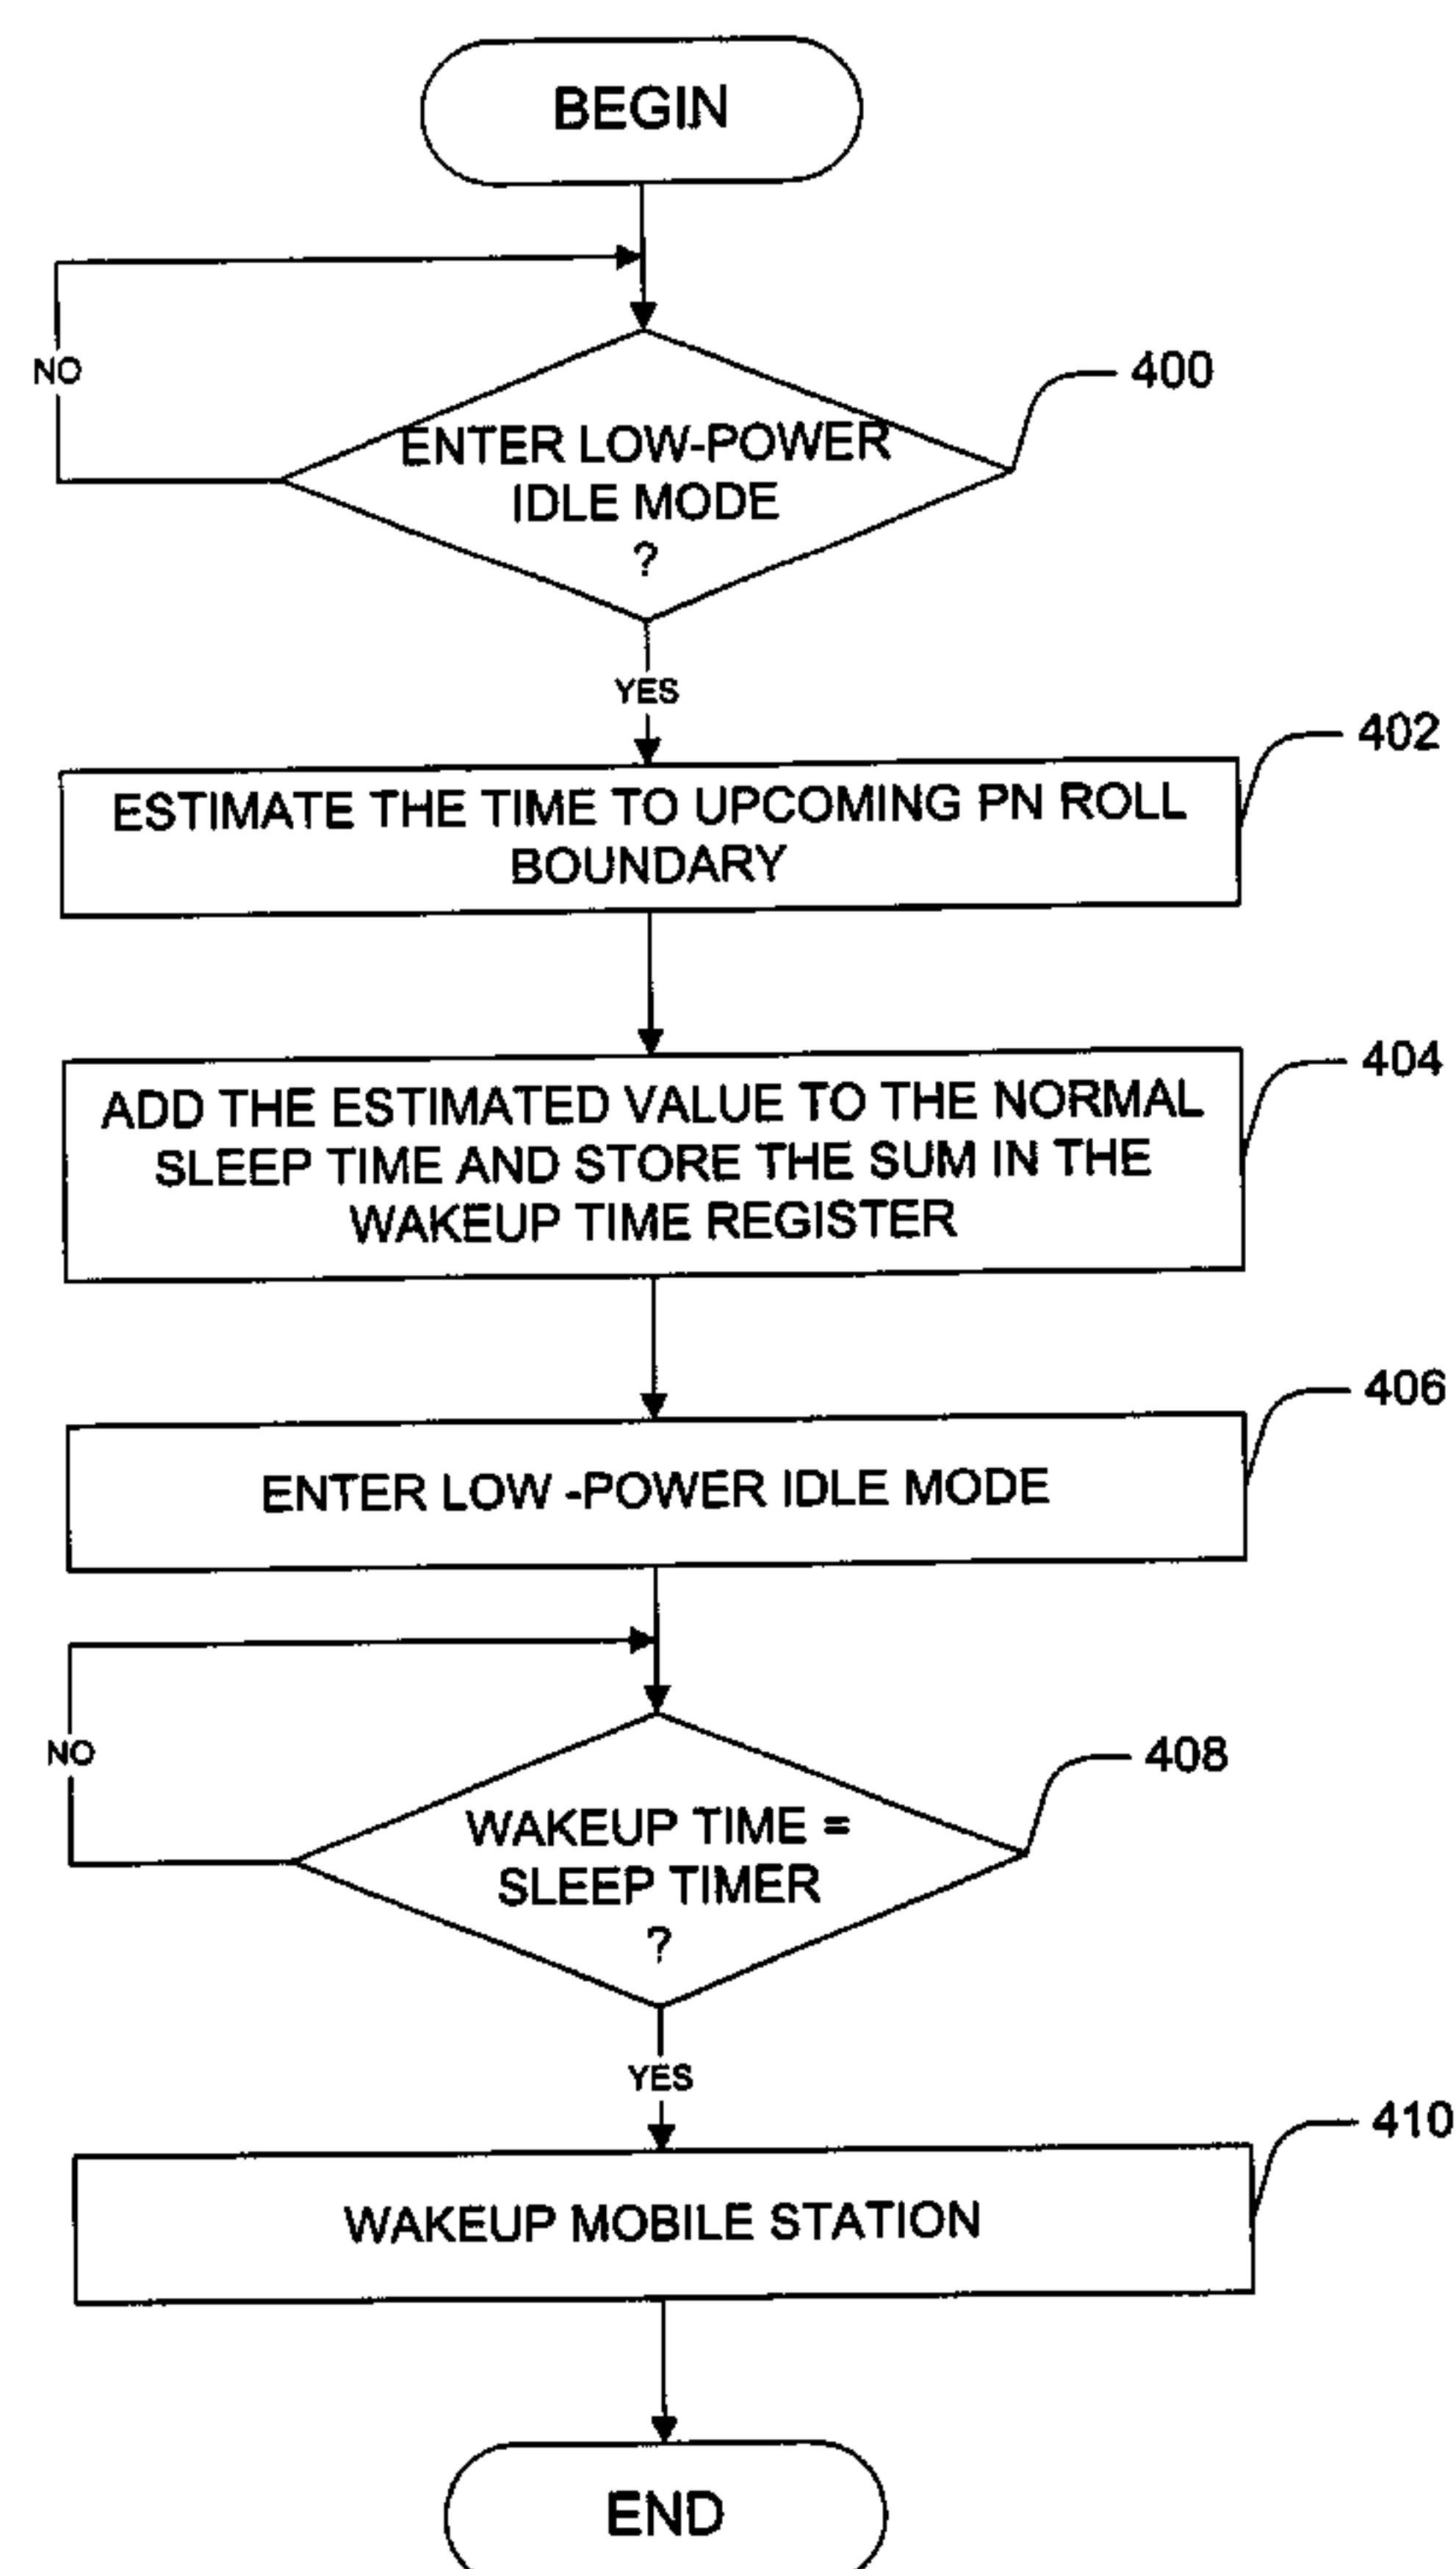 BEGIN
NO
400
ENTER LOW-POWER
IDLE MODE
?
YES
402
ESTIMATE THE TIME TO UPCOMING PN ROLL
BOUNDARY
404
ADD THE ESTIMATED VALUE TO THE NORMAL
SLEEP TIME AND STORE THE SUM IN THE
WAKEUP TIME REGISTER
406
ENTER LOW -POWER IDLE MODE
NO
408
WAKEUP TIME =
SLEEP TIMER
?
YES
410
WAKEUP MOBILE STATION
END